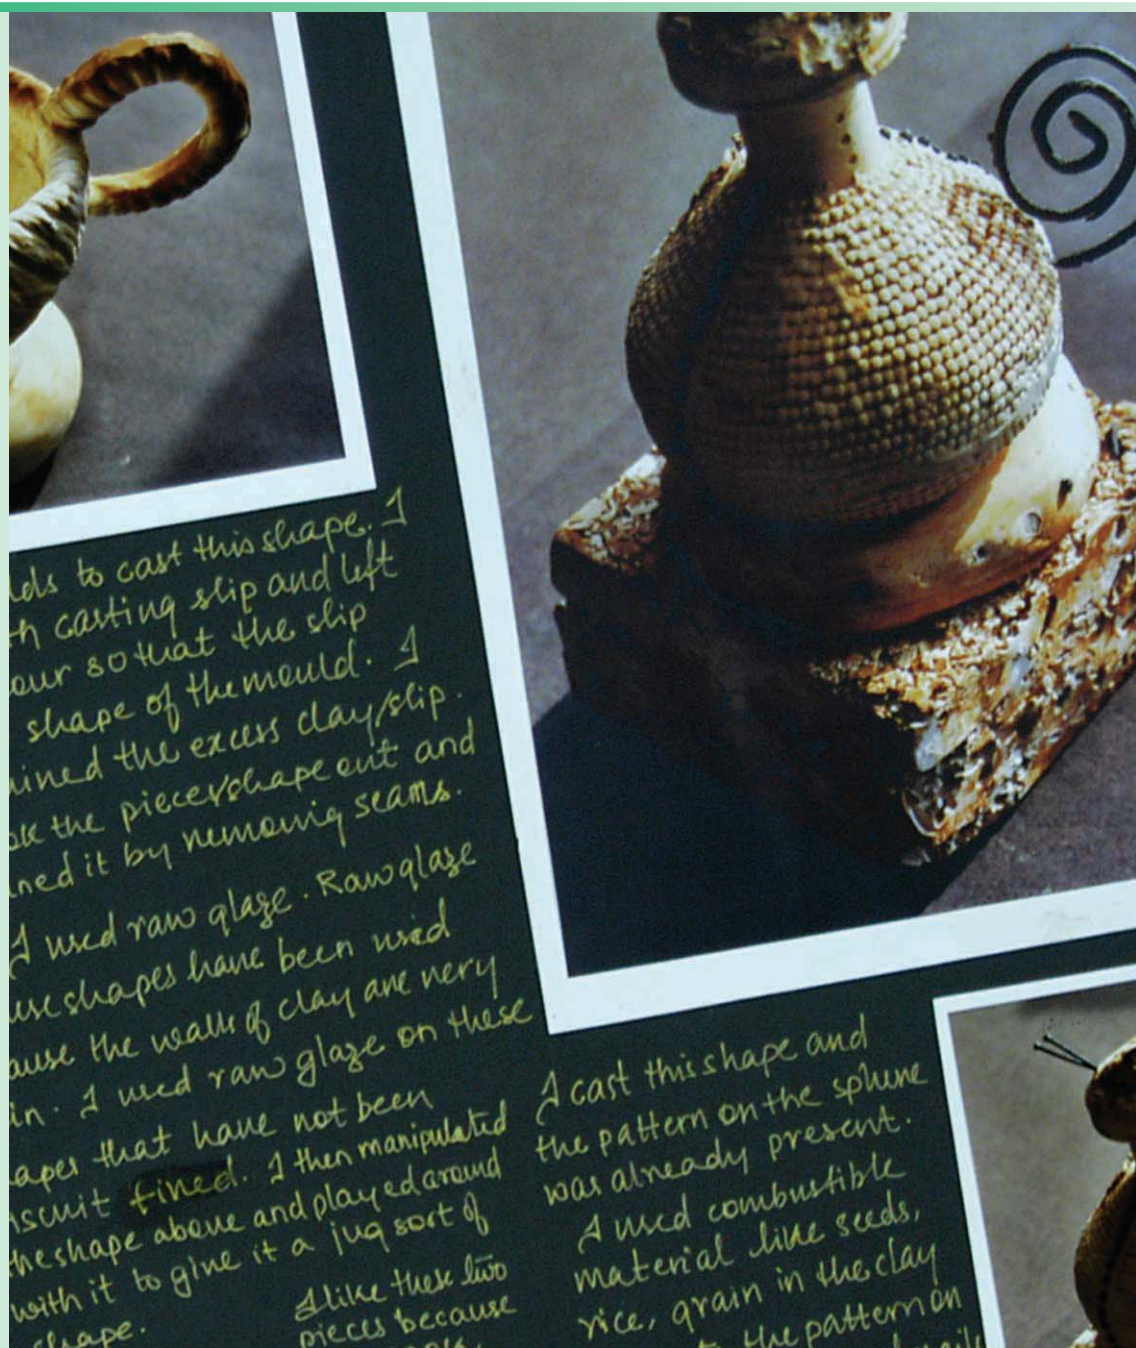 lds to cast this shape. I
th casting slip and left
our so that the slip
shape of the mould. I
ined the excess clay/slip.
ok the piece/shape out and
ned it by removing seams.
I used raw glaze. Raw glaze
ese shapes have been used
ause the walls of clay are very
in. I used raw glaze on these
apes that have not been
iscuit fired. I then manipulated
the shape above and played around
with it to give it a jug sort of
shape.
I like these two
pieces because
I cast this shape and
the pattern on the sphere
was already present.
I used combustible
material like seeds,
rice, grain in the clay
the pattern on